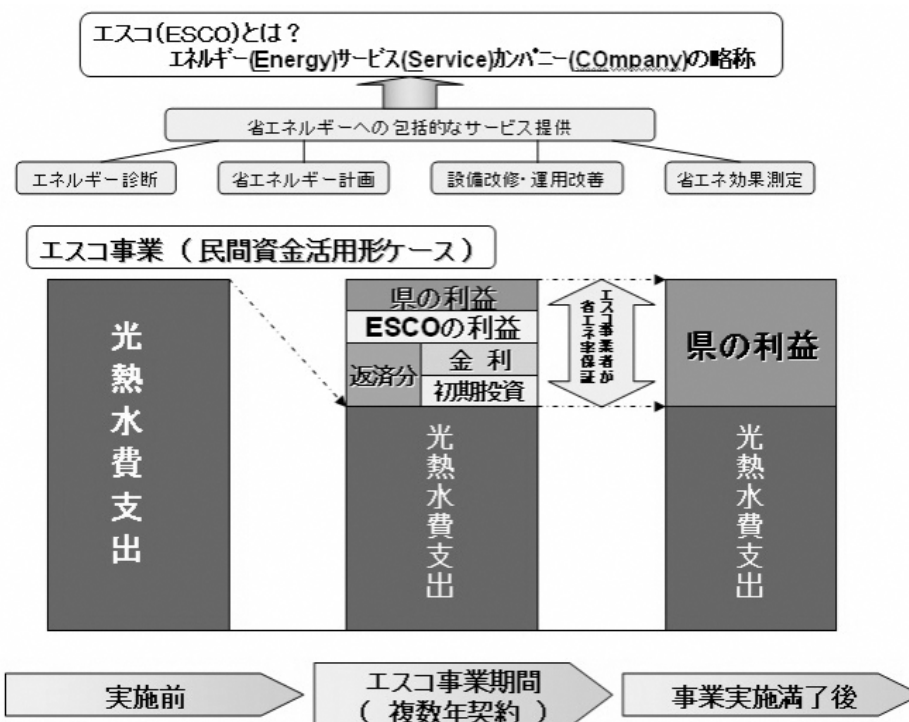 エスコ(ESCO)とは？
エネルギー(Energy)サービス(Service)カンパニー(COmpany)の略称
省エネルギーへの包括的なサービス提供
エネルギー診断
省エネルギー計画
設備改修・運用改善
省エネ効果測定
エスコ事業（民間資金活用形ケース）
光熱水費支出
県の利益
ESCOの利益
返済分
金利
初期投資
光熱水費支出
エスコ事業者が
省エネ率保証
県の利益
光熱水費支出
実施前
エスコ事業期間
（複数年契約）
事業実施満了後